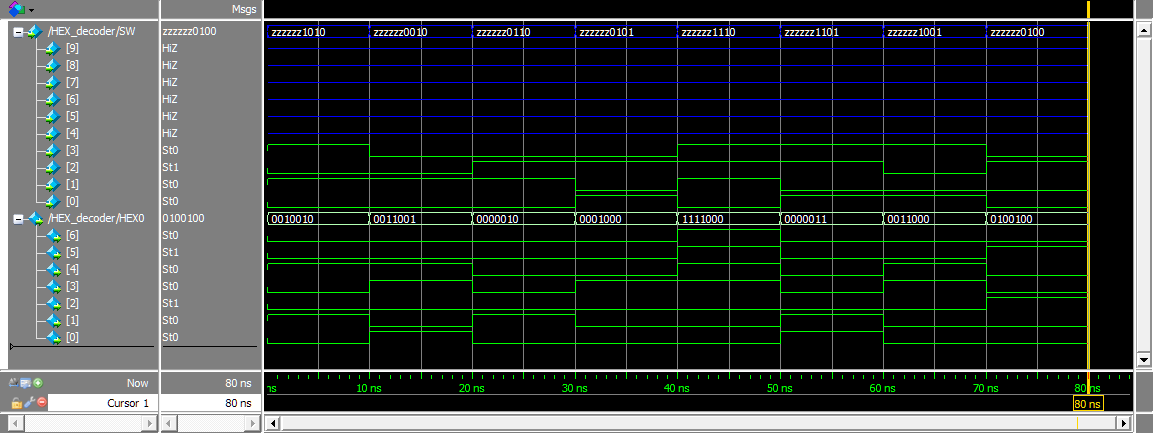 Msgs
/HEX_decoder/SW zzzzzz0100 zzzzzz1010 zzzzzz0010 zzzzzz0110 zzzzzz0101 zzzzzz1110 zzzzzz1101 zzzzzz1001 zzzzzz0100
[9] HiZ
[8] HiZ
[7] HiZ
[6] HiZ
[5] HiZ
[4] HiZ
[3] St0
[2] St1
[1] St0
[0] St0
/HEX_decoder/HEX0 0100100 0010010 0011001 0000010 0001000 1111000 0000011 0011000 0100100
[6] St0
[5] St1
[4] St0
[3] St0
[2] St1
[1] St0
[0] St0
Now 80 ns ns 10 ns 20 ns 30 ns 40 ns 50 ns 60 ns 70 ns 80 ns
Cursor 1 80 ns 80 ns